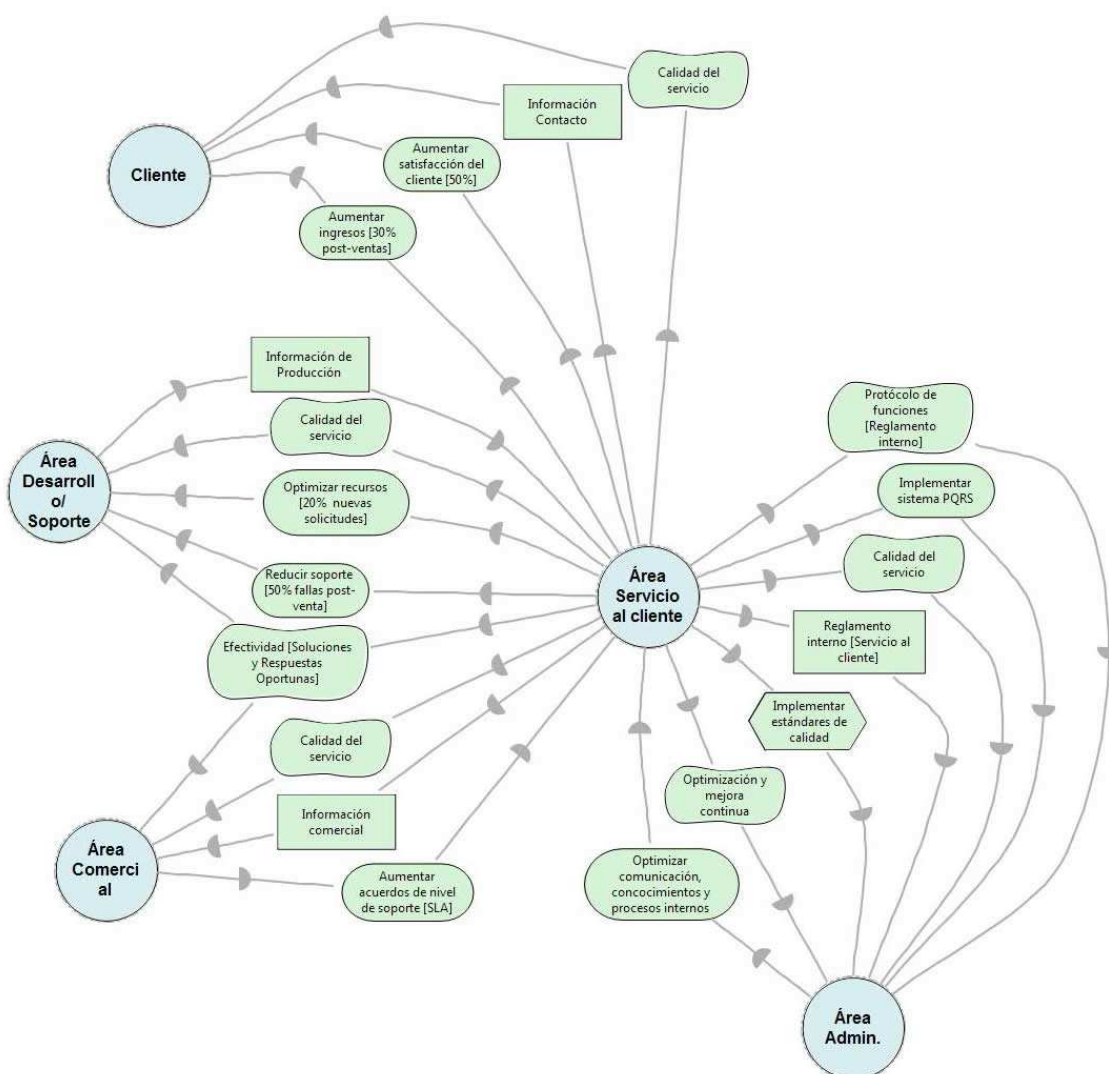 Calidad del
servicio
Información
Contacto
Cliente
Aumentar
satisfacción del
cliente [50%]
Aumentar
ingresos [30%
post-ventas]
Información de
Producción
Calidad del
servicio
Área
Desarroll
o/
Soporte
Optimizar recursos
[20% nuevas
solicitudes]
Reducir soporte
[50% fallas post-
venta]
Efectividad [Soluciones
y Respuestas
Oportunas]
Calidad del
servicio
Información
comercial
Área
Comerci
al
Aumentar
acuerdos de nivel
de soporte [SLA]
Área
Servicio
al cliente
Protócolo de
funciones
[Reglamento
interno]
Implementar
sistema PQRS
Calidad del
servicio
Reglamento
interno [Servicio al
cliente]
Implementar
estándares de
calidad
Optimización y
mejora
continua
Optimizar
comunicación,
concocimientos y
procesos internos
Área
Admin.